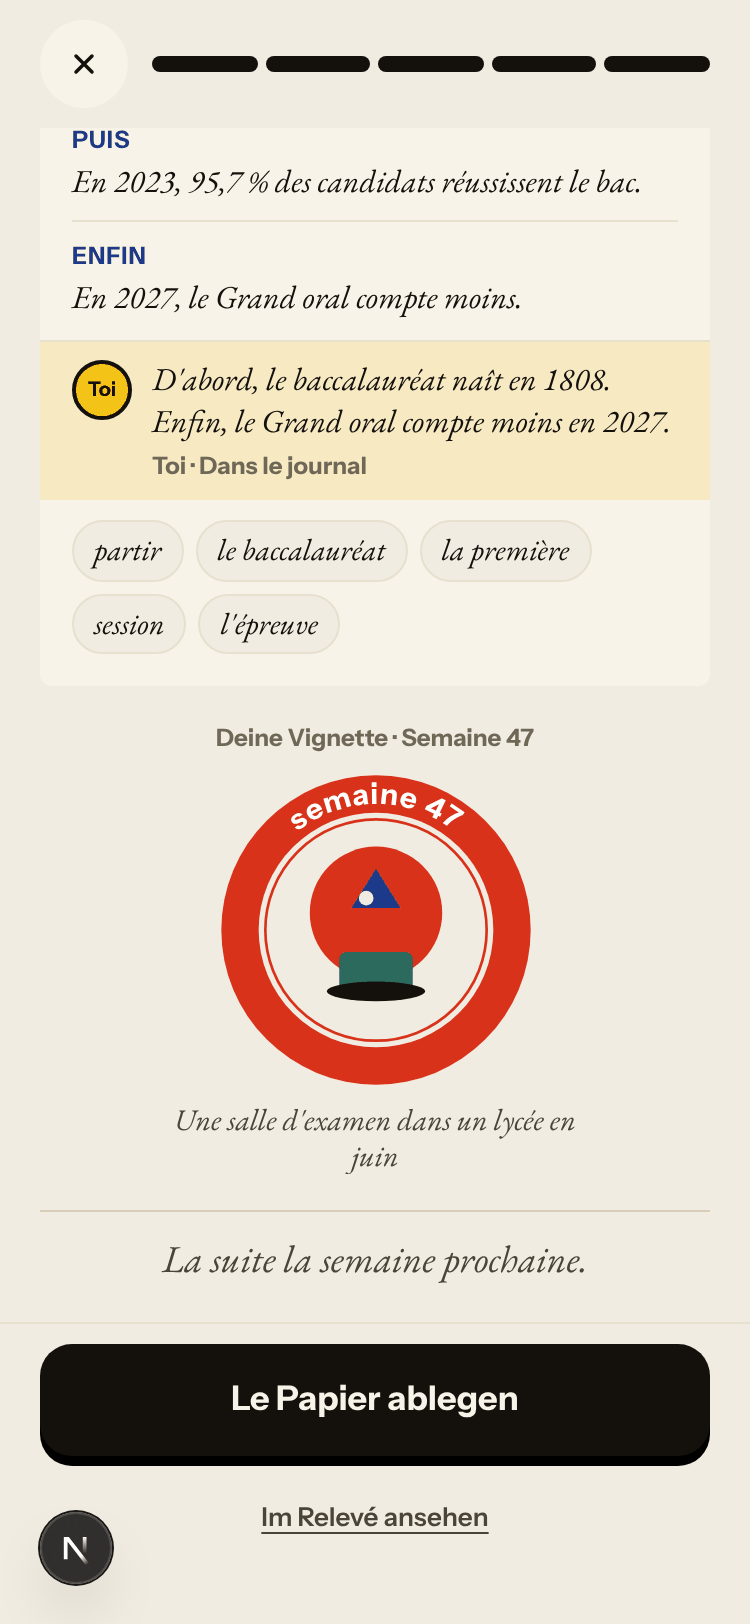 PUIS
En 2023, 95,7 % des candidats réussissent le bac.
ENFIN
En 2027, le Grand oral compte moins.
Toi
D'abord, le baccalauréat naît en 1808.
Enfin, le Grand oral compte moins en 2027.
Toi · Dans le journal
partir
le baccalauréat
la première
session
l'épreuve
Deine Vignette · Semaine 47
semaine 47
Une salle d'examen dans un lycée en
juin
La suite la semaine prochaine.
Le Papier ablegen
Im Relevé ansehen
N